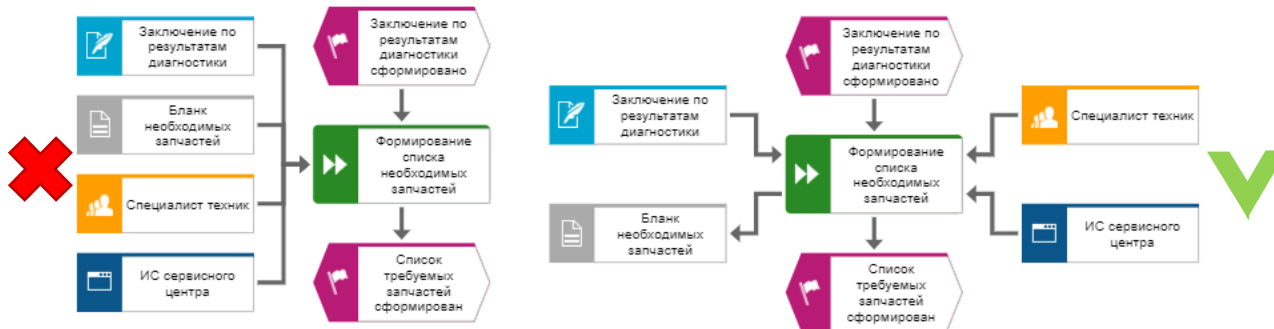 Заключение по
результатам
диагностики
Бланк
необходимых
запчастей
Специалист техник
ИС сервисного
центра
Заключение по
результатам
диагностики
сформировано
Формирование
списка
необходимых
запчастей
Список
требуемых
запчастей
сформирован
Заключение по
результатам
диагностики
Бланк
необходимых
запчастей
Заключение по
результатам
диагностики
сформировано
Формирование
списка
необходимых
запчастей
Список
требуемых
запчастей
сформирован
Специалист техник
ИС сервисного
центра